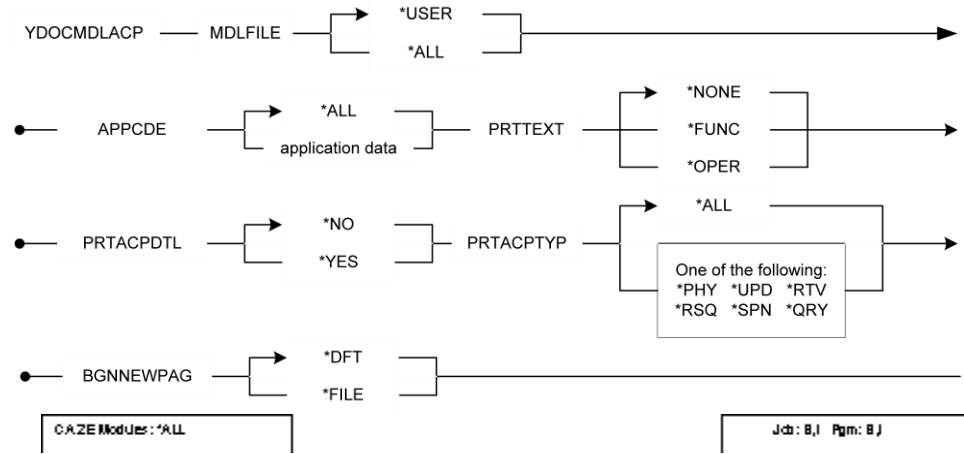 YDOCMDLACP MDLFILE *USER
*ALL
APPCDE *ALL
application data
PRTTEXT *NONE
*FUNC
*OPER
PRTACPDTL *NO
*YES
PRTACPTYP *ALL
One of the following:
*PHY *UPD *RTV
*RSQ *SPN *QRY
BGNNEWPAG *DFT
*FILE
Modules: *ALL
Job: B,I Pgm: B,I